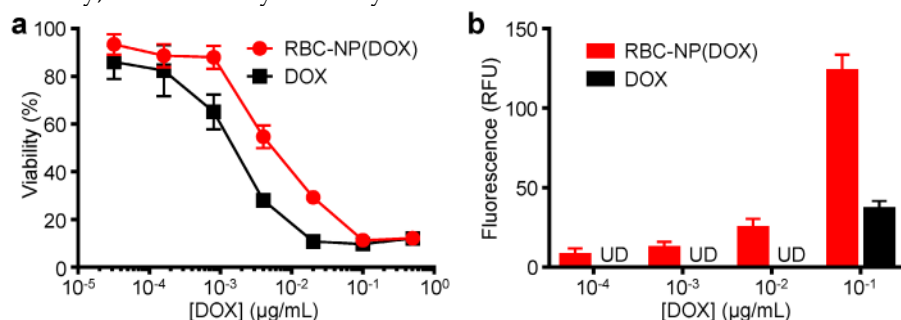 a
RBC-NP(DOX)
DOX
Viability (%)
100
80
60
40
20
0
10⁻⁵ 10⁻⁴ 10⁻³ 10⁻² 10⁻¹ 10⁰
[DOX] (µg/mL)
b
RBC-NP(DOX)
DOX
Fluorescence (RFU)
150
100
50
0
UD UD UD
10⁻⁴ 10⁻³ 10⁻² 10⁻¹
[DOX] (µg/mL)